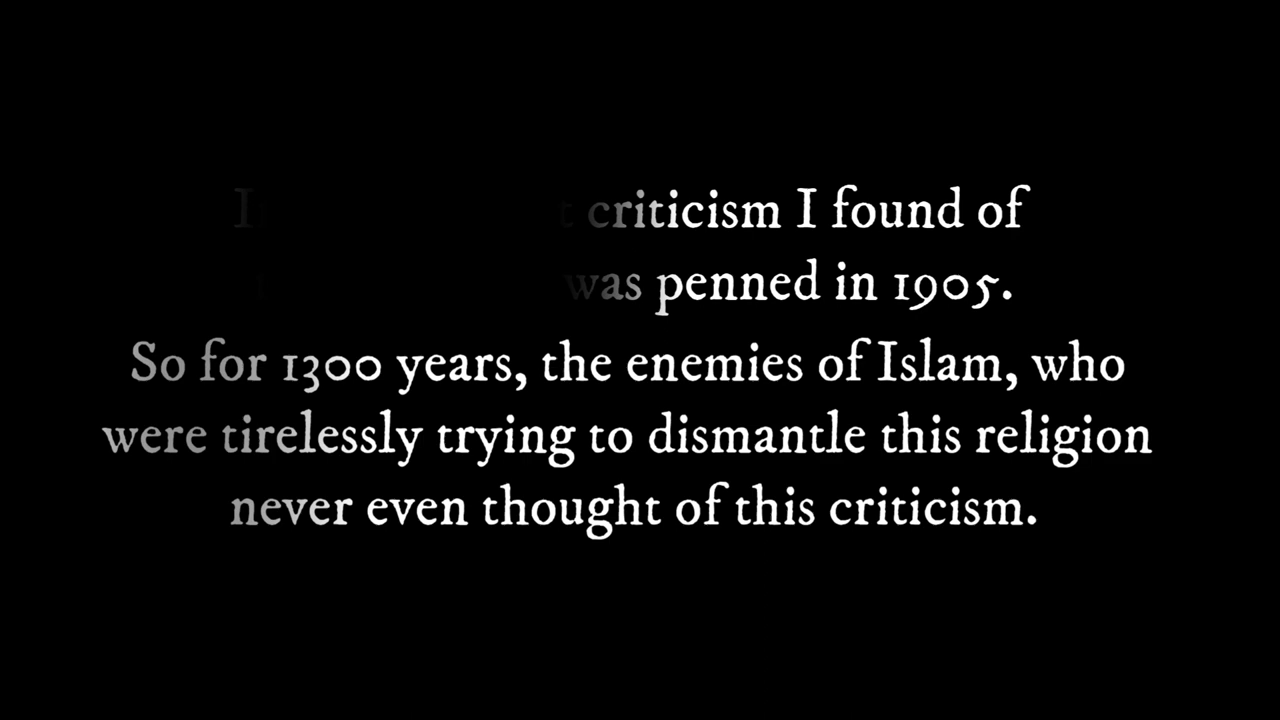 criticism I found of
was penned in 1905.
So for 1300 years, the enemies of Islam, who
were tirelessly trying to dismantle this religion
never even thought of this criticism.